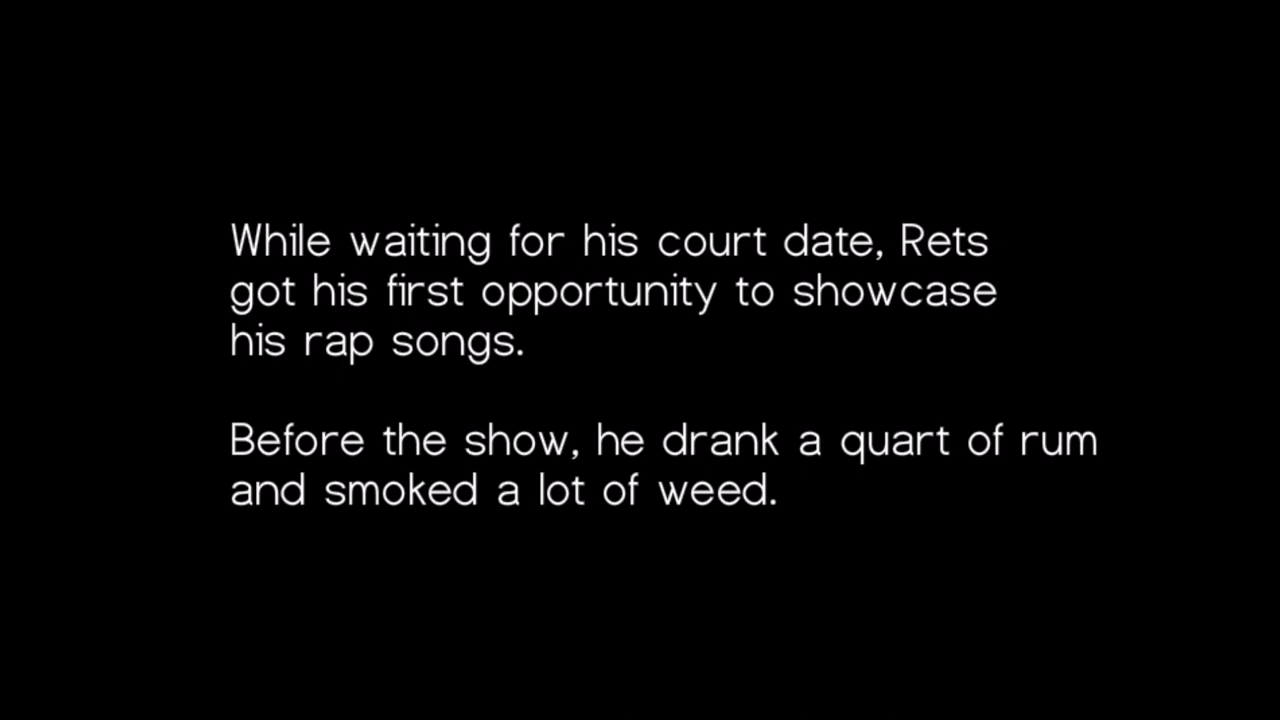 While waiting for his court date, Rets
got his first opportunity to showcase
his rap songs.
Before the show, he drank a quart of rum
and smoked a lot of weed.